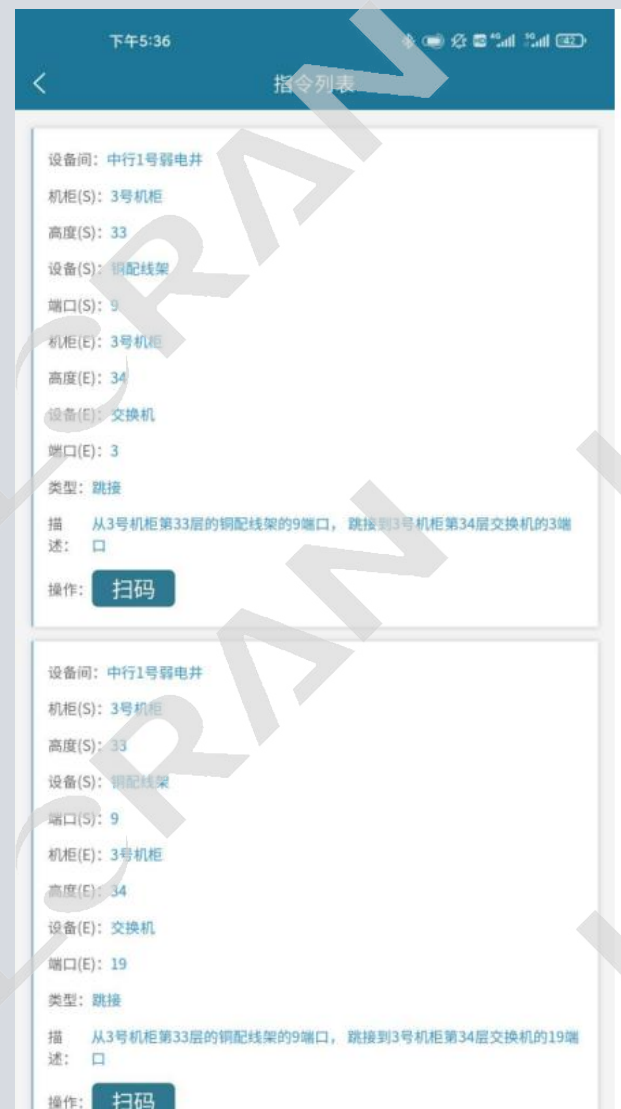 下午5:36
4G
5G
42
指令列表
设备间：中行1号弱电井
机柜(S)：3号机柜
高度(S)：33
设备(S)：铜配线架
端口(S)：9
机柜(E)：3号机柜
高度(E)：34
设备(E)：交换机
端口(E)：3
类型：跳接
描述：从3号机柜第33层的铜配线架的9端口，跳接到3号机柜第34层交换机的3端
口
操作：扫码
设备间：中行1号弱电井
机柜(S)：3号机柜
高度(S)：33
设备(S)：铜配线架
端口(S)：9
机柜(E)：3号机柜
高度(E)：34
设备(E)：交换机
端口(E)：19
类型：跳接
描述：从3号机柜第33层的铜配线架的9端口，跳接到3号机柜第34层交换机的19端
口
操作：扫码
CRAN
CRAN